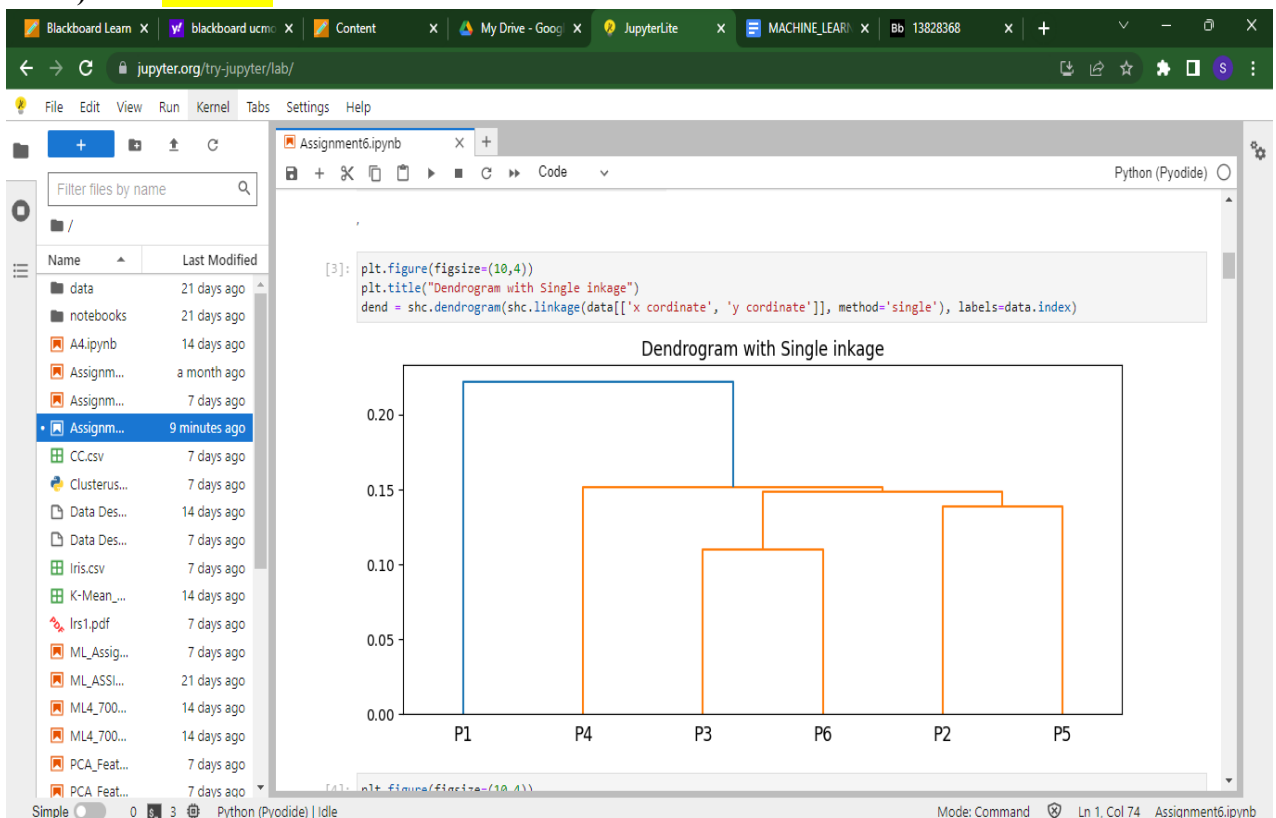 )
Blackboard Learn X
y! blackboard ucmo X
Content X
My Drive - Googl X
JupyterLite X
MACHINE_LEARN X
Bb 13828368 X
+
jupyter.org/try-jupyter/lab/
S
File Edit View Run Kernel Tabs Settings Help
+
Assignment6.ipynb X +
Code
Python (Pyodide)
Filter files by name
/
Name Last Modified
data 21 days ago
notebooks 21 days ago
A4.ipynb 14 days ago
Assignm... a month ago
Assignm... 7 days ago
• Assignm... 9 minutes ago
CC.csv 7 days ago
Clusterus... 7 days ago
Data Des... 14 days ago
Data Des... 7 days ago
Iris.csv 7 days ago
K-Mean_... 14 days ago
lrs1.pdf 7 days ago
ML_Assig... 7 days ago
ML_ASSI... 21 days ago
ML4_700... 14 days ago
ML4_700... 14 days ago
PCA_Feat... 7 days ago
PCA Feat... 7 days ago
,
[3]: plt.figure(figsize=(10,4))
plt.title("Dendrogram with Single inkage")
dend = shc.dendrogram(shc.linkage(data[['x cordinate', 'y cordinate']], method='single'), labels=data.index)
Dendrogram with Single inkage
0.20
0.15
0.10
0.05
0.00
P1 P4 P3 P6 P2 P5
[4]: plt.figure(figsize=(10,4))
Simple 0 $ 3 Python (Pyodide) | Idle
Mode: Command Ln 1, Col 74 Assignment6.ipynb